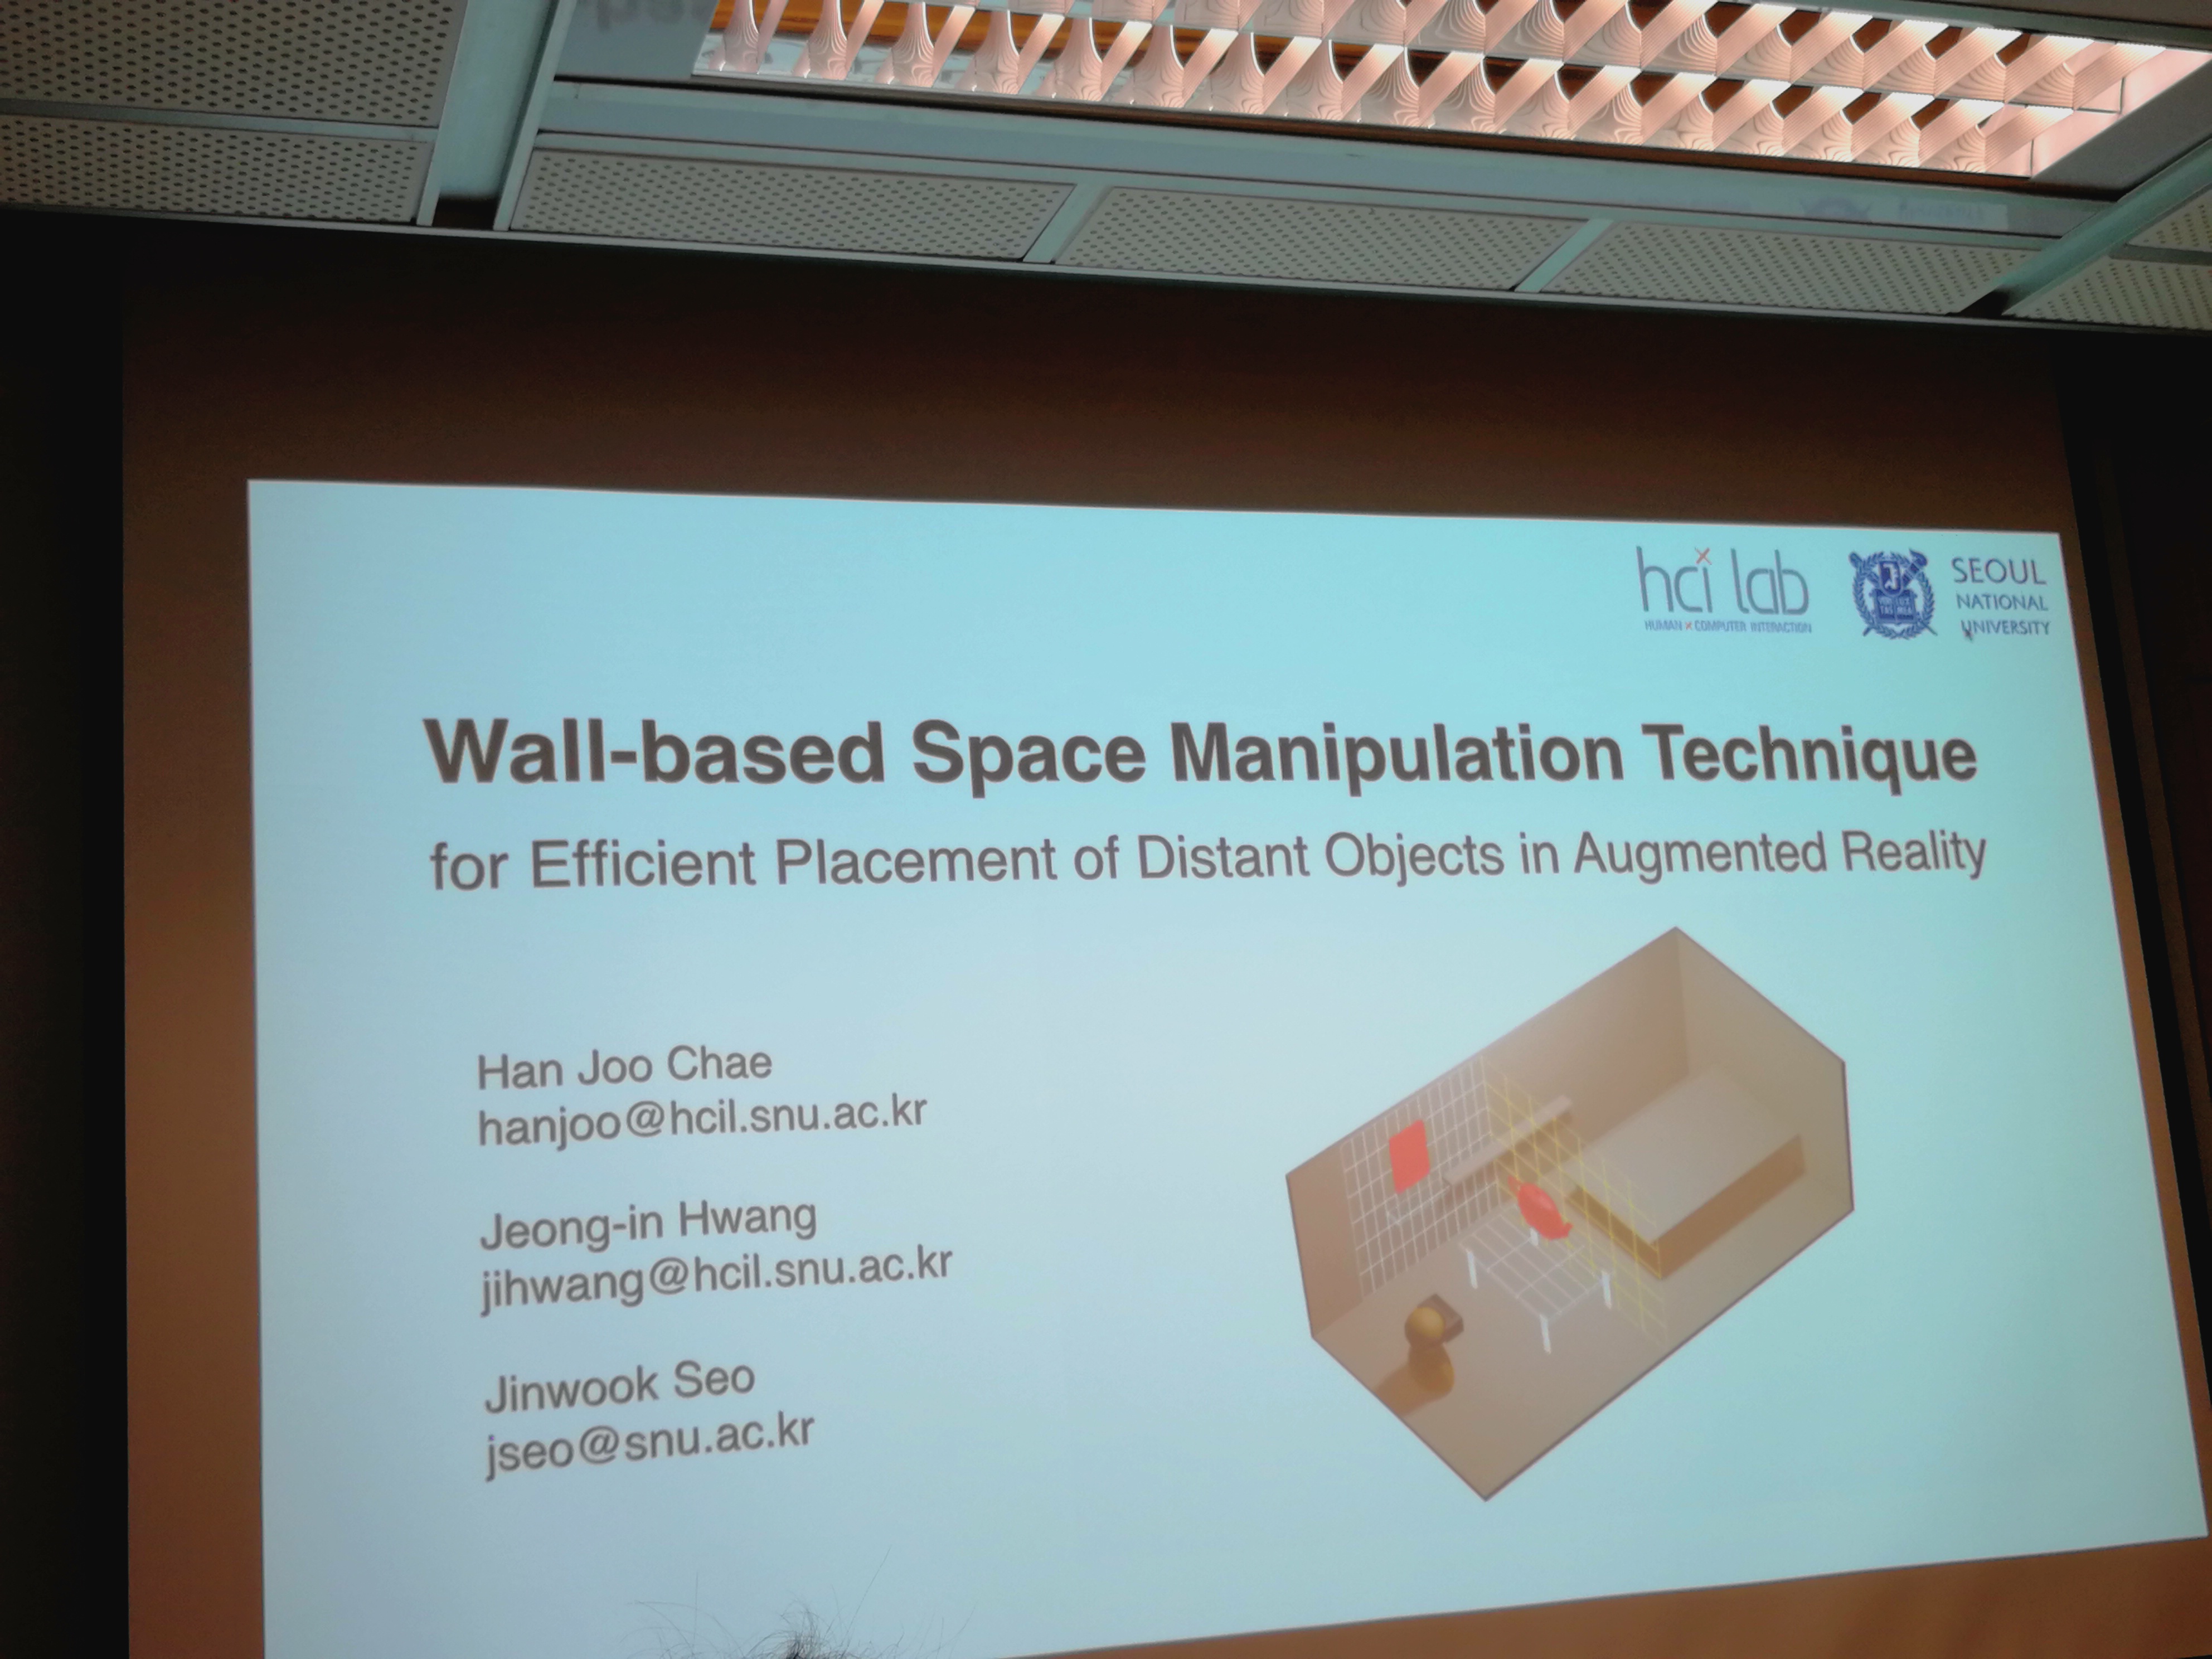 hci lab
HUMAN × COMPUTER INTERACTION
SEOUL
NATIONAL
UNIVERSITY
Wall-based Space Manipulation Technique
for Efficient Placement of Distant Objects in Augmented Reality
Han Joo Chae
hanjoo@hcil.snu.ac.kr
Jeong-in Hwang
jihwang@hcil.snu.ac.kr
Jinwook Seo
jseo@snu.ac.kr